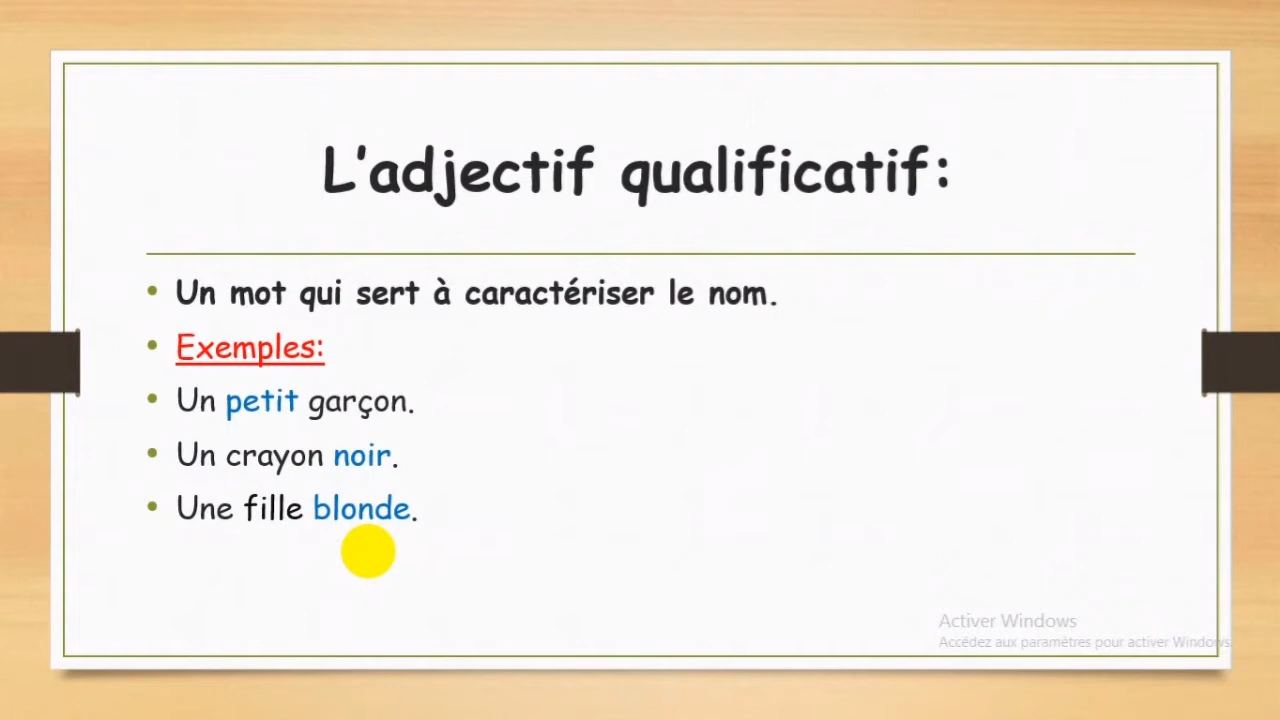 L'adjectif qualificatif:
• Un mot qui sert à caractériser le nom.
• Exemples:
• Un petit garçon.
• Un crayon noir.
• Une fille blonde.
Activer Windows
Accédez aux paramètres pour activer Windows